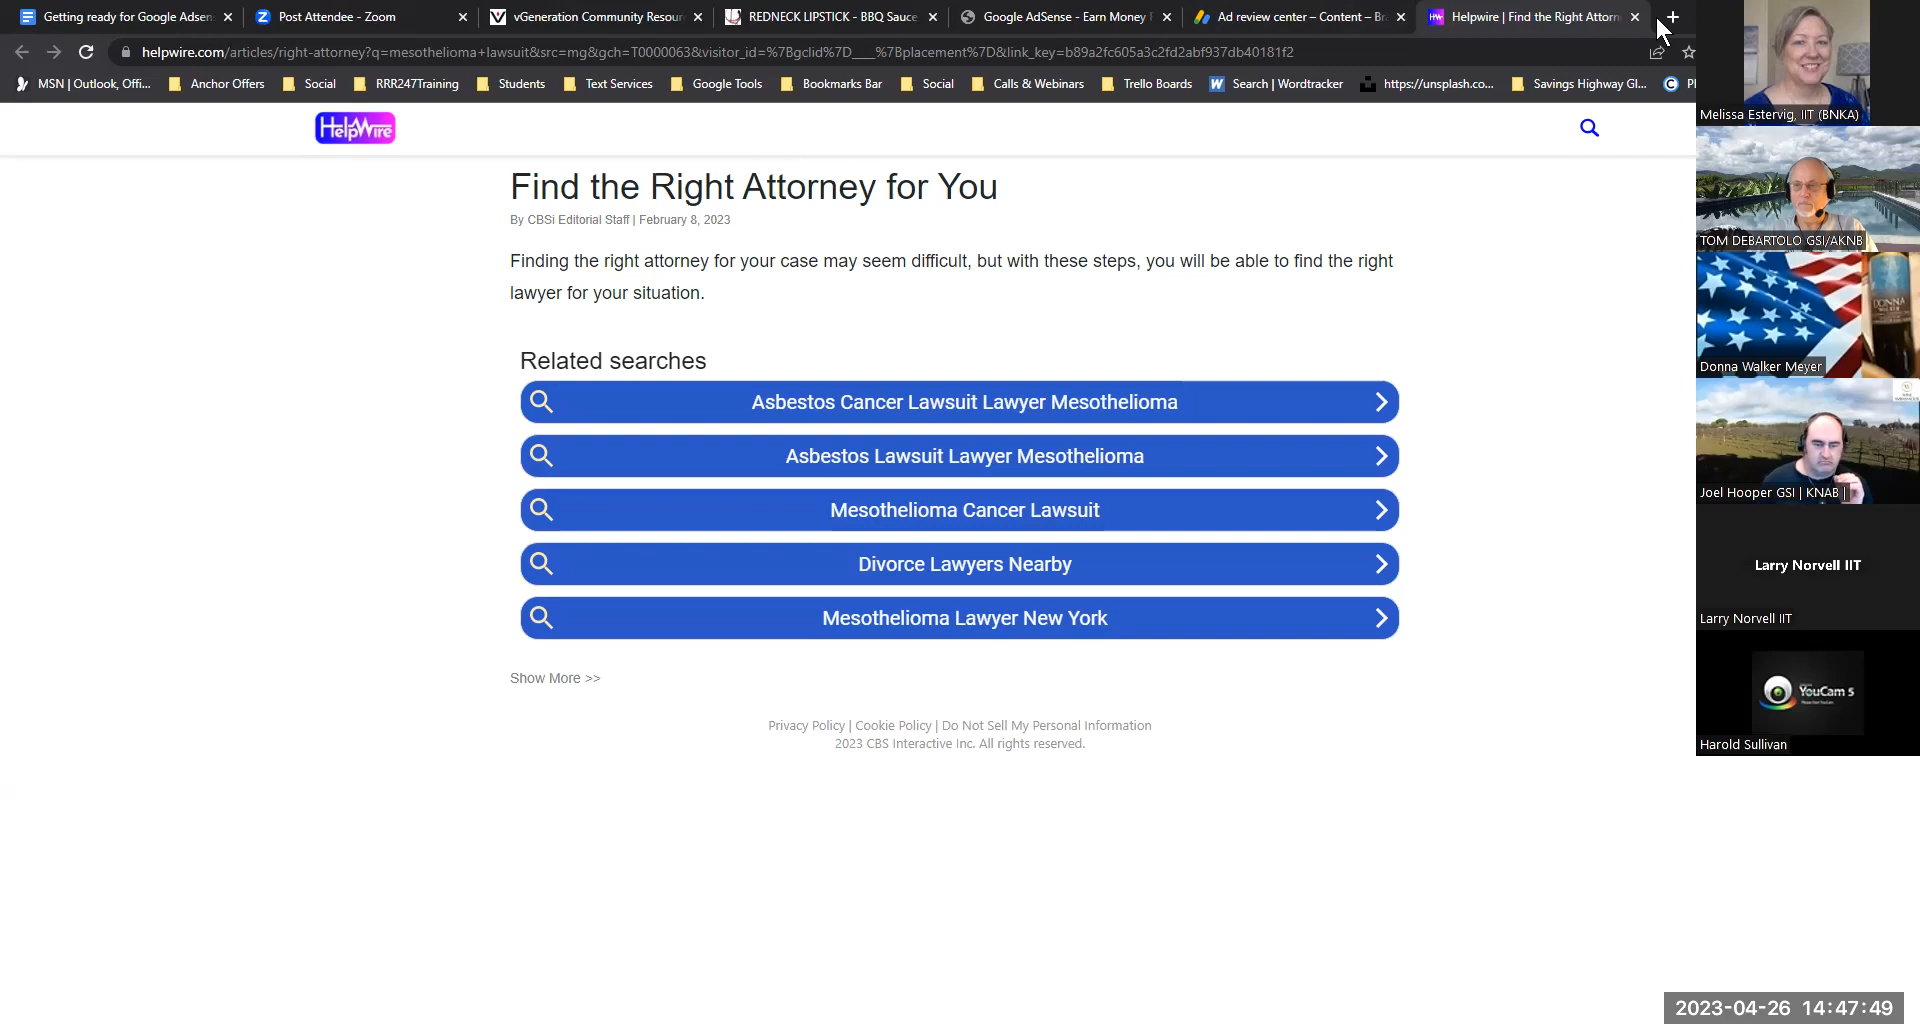 Getting ready for Google Adsen
Post Attendee - Zoom
vGeneration Community Resour
REDNECK LIPSTICK - BBQ Sauce
Google AdSense - Earn Money F
Ad review center – Content – Br
Helpwire | Find the Right Attorn
helpwire.com/articles/right-attorney?q=mesothelioma+lawsuit&src=mg&gch=T0000063&visitor_id=%7Bgclid%7D___%7Bplacement%7D&link_key=b89a2fc605a3c2fd2abf937db40181f2
MSN | Outlook, Offi...
Anchor Offers
Social
RRR247Training
Students
Text Services
Google Tools
Bookmarks Bar
Social
Calls & Webinars
Trello Boards
W Search | Wordtracker
https://unsplash.co...
Savings Highway Gl...
HelpWire
Find the Right Attorney for You
By CBSi Editorial Staff | February 8, 2023
Finding the right attorney for your case may seem difficult, but with these steps, you will be able to find the right
lawyer for your situation.
Related searches
Asbestos Cancer Lawsuit Lawyer Mesothelioma
Asbestos Lawsuit Lawyer Mesothelioma
Mesothelioma Cancer Lawsuit
Divorce Lawyers Nearby
Mesothelioma Lawyer New York
Show More >>
Privacy Policy | Cookie Policy | Do Not Sell My Personal Information
2023 CBS Interactive Inc. All rights reserved.
Melissa Estervig, IIT (BNKA)
TOM DEBARTOLO GSI/AKNB
DONNA
Donna Walker Meyer
Joel Hooper GSI | KNAB |
Larry Norvell IIT
Larry Norvell IIT
YouCam 5
Harold Sullivan
2023-04-26 14:47:49